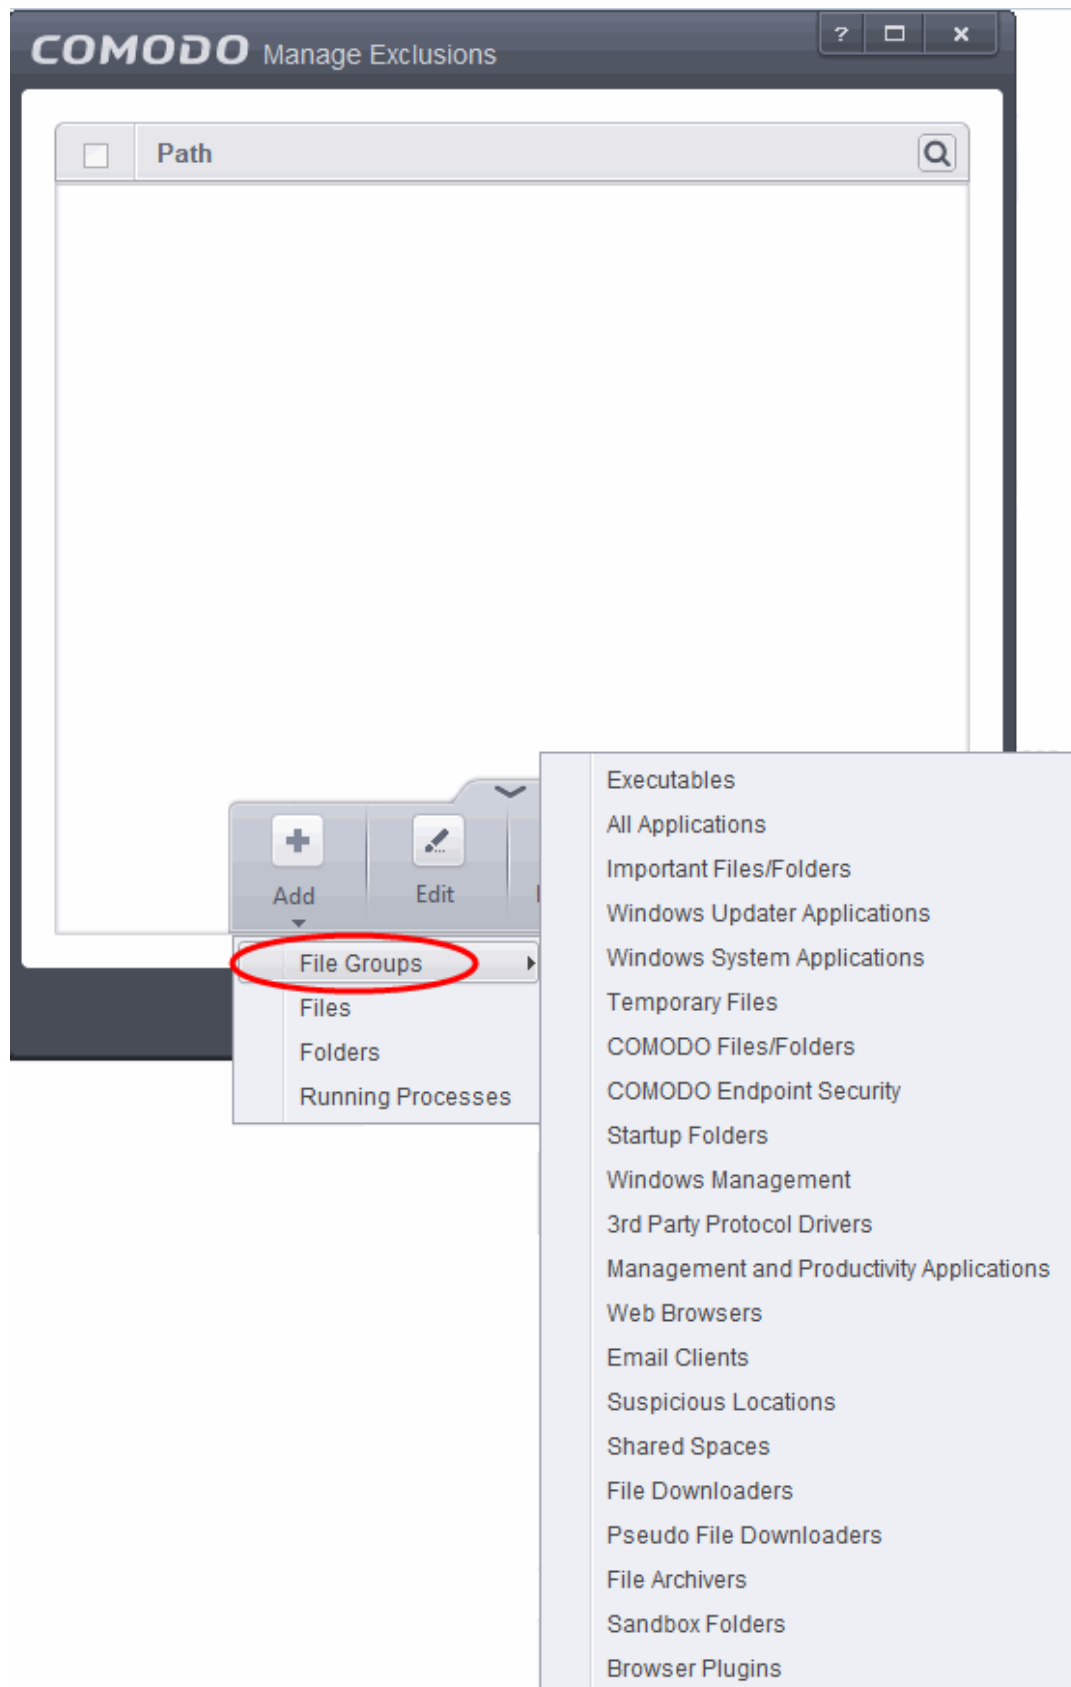 COMODO Manage Exclusions
?
Path
Add
Edit
File Groups
Files
Folders
Running Processes
Executables
All Applications
Important Files/Folders
Windows Updater Applications
Windows System Applications
Temporary Files
COMODO Files/Folders
COMODO Endpoint Security
Startup Folders
Windows Management
3rd Party Protocol Drivers
Management and Productivity Applications
Web Browsers
Email Clients
Suspicious Locations
Shared Spaces
File Downloaders
Pseudo File Downloaders
File Archivers
Sandbox Folders
Browser Plugins